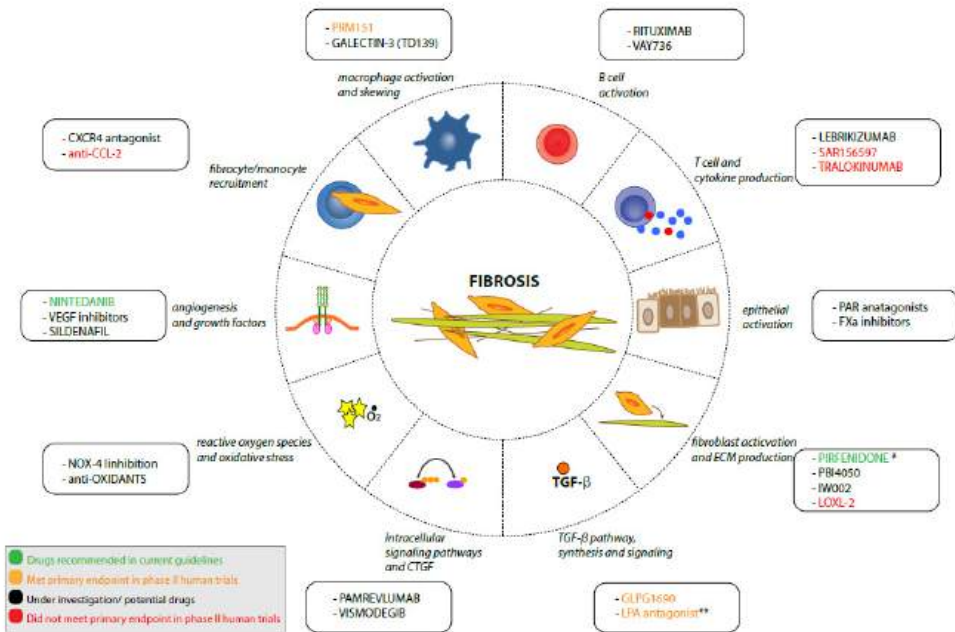 - PRM151
- GALECTIN-3 (TD139)
macrophage activation
and skewing
- RITUXIMAB
- VAY736
B cell
activation
- CXCR4 antagonist
- anti-CCL-2
fibrocyte/monocyte
recruitment
- LEBRIKIZUMAB
- SAR156597
- TRALOKINUMAB
T cell and
cytokine production
FIBROSIS
- NINTEDANIB
- VEGF inhibitors
- SILDENAFIL
angiogenesis
and growth factors
epithelial
activation
- PAR anatagonists
- FXa inhibitors
- NOX-4 linhibition
- anti-OXIDANTS
reactive oxygen species
and oxidative stress
O2
TGF-β
fibroblast acticvation
and ECM production
- PIRFENIDONE *
- PBI4050
- IW002
- LOXL-2
intracellular
signaling pathways
and CTGF
TGF-β pathway,
synthesis and signaling
- PAMREVLUMAB
- VISMODEGIB
- GLPG1690
- LPA antagonist**
Drugs recommended in current guidelines
Met primary endpoint in phase II human trials
Under investigation/ potential drugs
Did not meet primary endpoint in phase II human trials